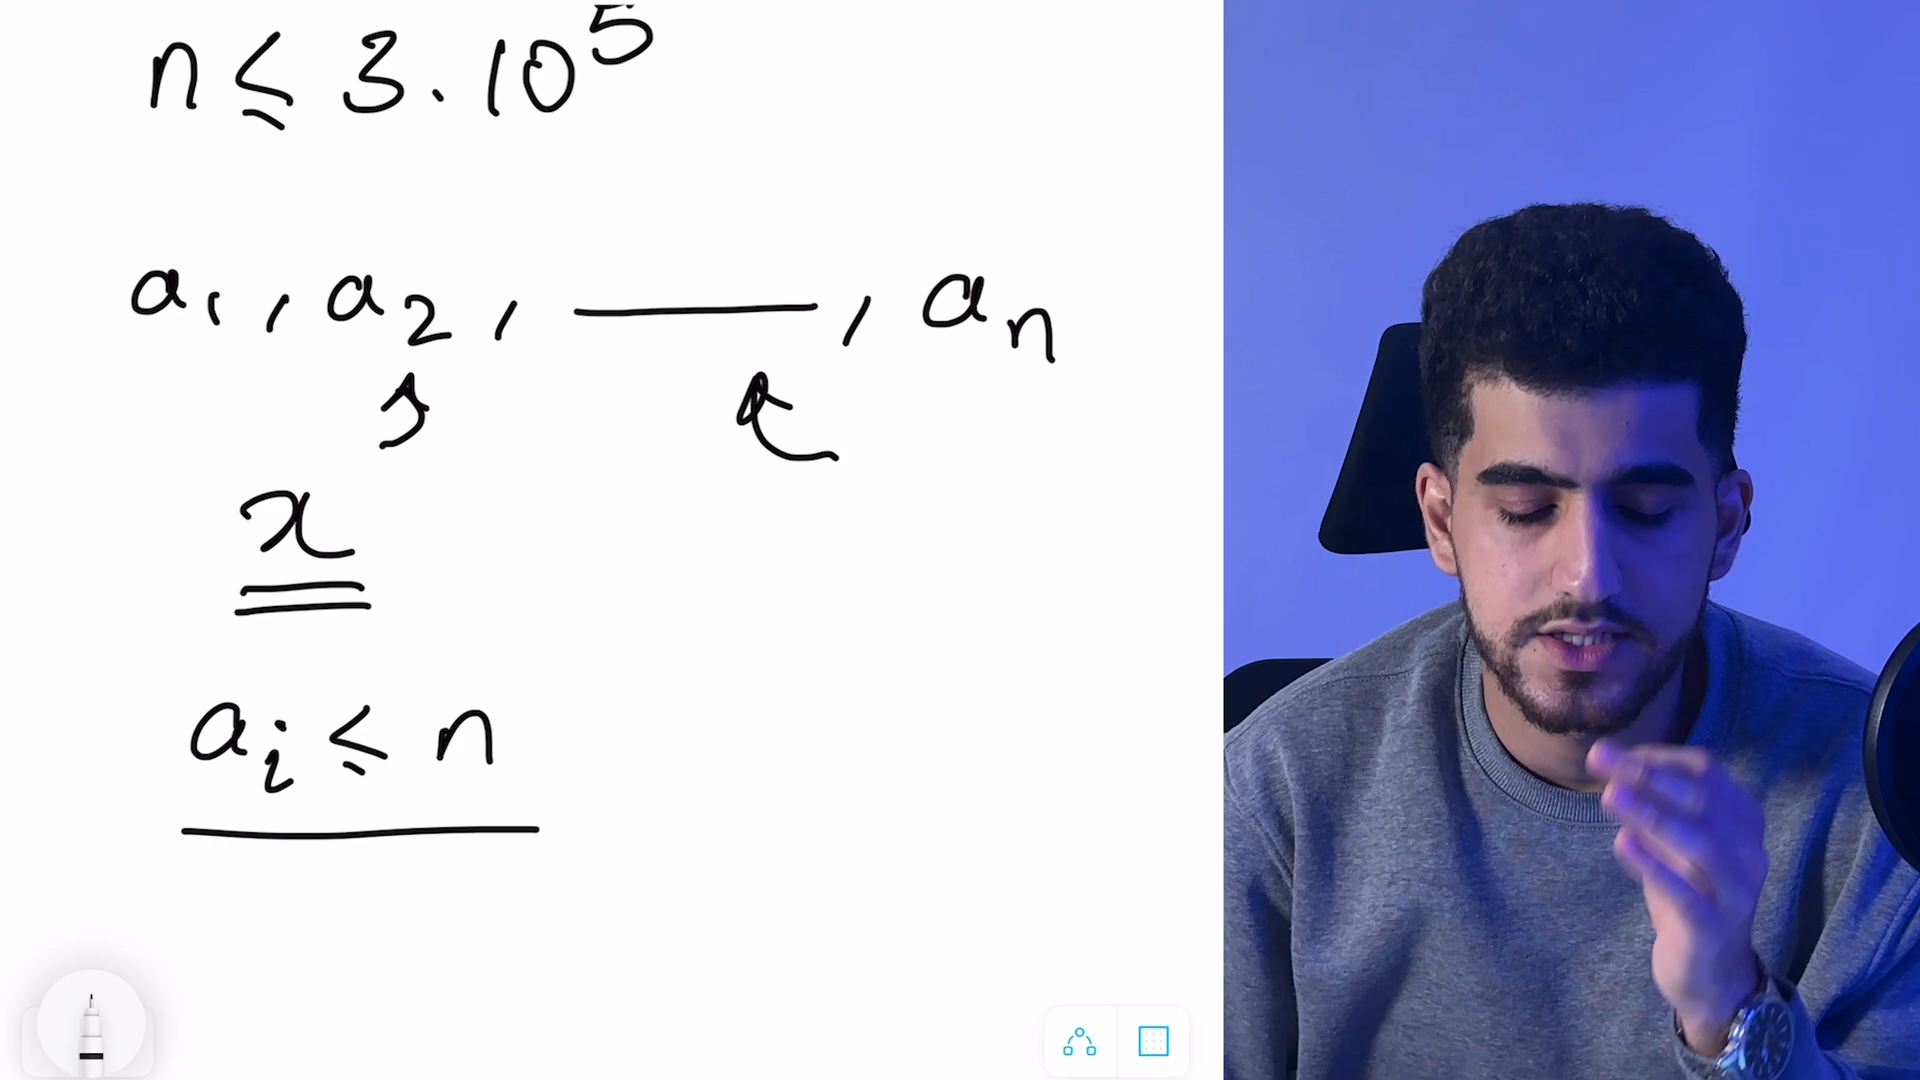 n ≤ 3 . 10^5
a1 , a2 , ——— , an
x
ai ≤ n